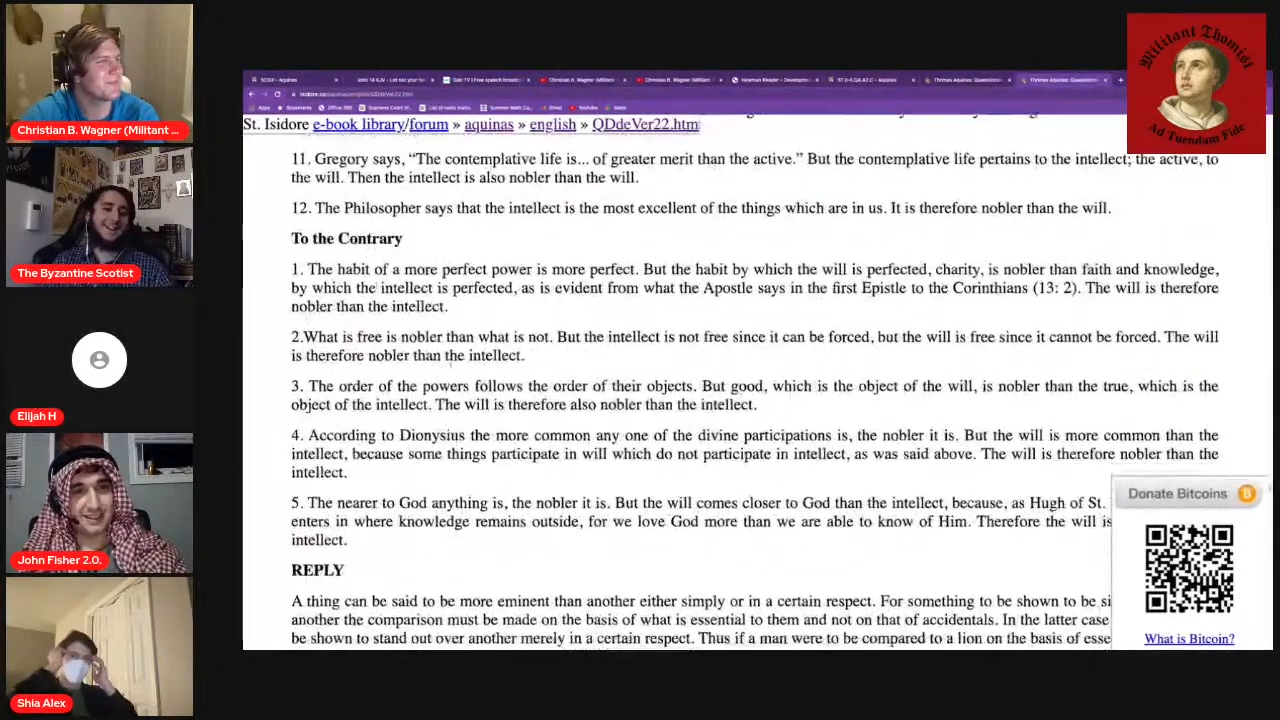 Christian B. Wagner (Militant ...
The Byzantine Scotist
Elijah H
John Fisher 2.0.
Shia Alex
Militant Thomist
Ad Tuendam Fide
St. Isidore e-book library/forum » aquinas » english » QDdeVer22.htm
11. Gregory says, “The contemplative life is... of greater merit than the active.” But the contemplative life pertains to the intellect; the active, to
the will. Then the intellect is also nobler than the will.
12. The Philosopher says that the intellect is the most excellent of the things which are in us. It is therefore nobler than the will.
To the Contrary
1. The habit of a more perfect power is more perfect. But the habit by which the will is perfected, charity, is nobler than faith and knowledge,
by which the intellect is perfected, as is evident from what the Apostle says in the first Epistle to the Corinthians (13: 2). The will is therefore
nobler than the intellect.
2.What is free is nobler than what is not. But the intellect is not free since it can be forced, but the will is free since it cannot be forced. The will
is therefore nobler than the intellect.
3. The order of the powers follows the order of their objects. But good, which is the object of the will, is nobler than the true, which is the
object of the intellect. The will is therefore also nobler than the intellect.
4. According to Dionysius the more common any one of the divine participations is, the nobler it is. But the will is more common than the
intellect, because some things participate in will which do not participate in intellect, as was said above. The will is therefore nobler than the
intellect.
5. The nearer to God anything is, the nobler it is. But the will comes closer to God than the intellect, because, as Hugh of St.
enters in where knowledge remains outside, for we love God more than we are able to know of Him. Therefore the will is
intellect.
REPLY
A thing can be said to be more eminent than another either simply or in a certain respect. For something to be shown to be si
another the comparison must be made on the basis of what is essential to them and not on that of accidentals. In the latter case
be shown to stand out over another merely in a certain respect. Thus if a man were to be compared to a lion on the basis of esse
Donate Bitcoins
What is Bitcoin?